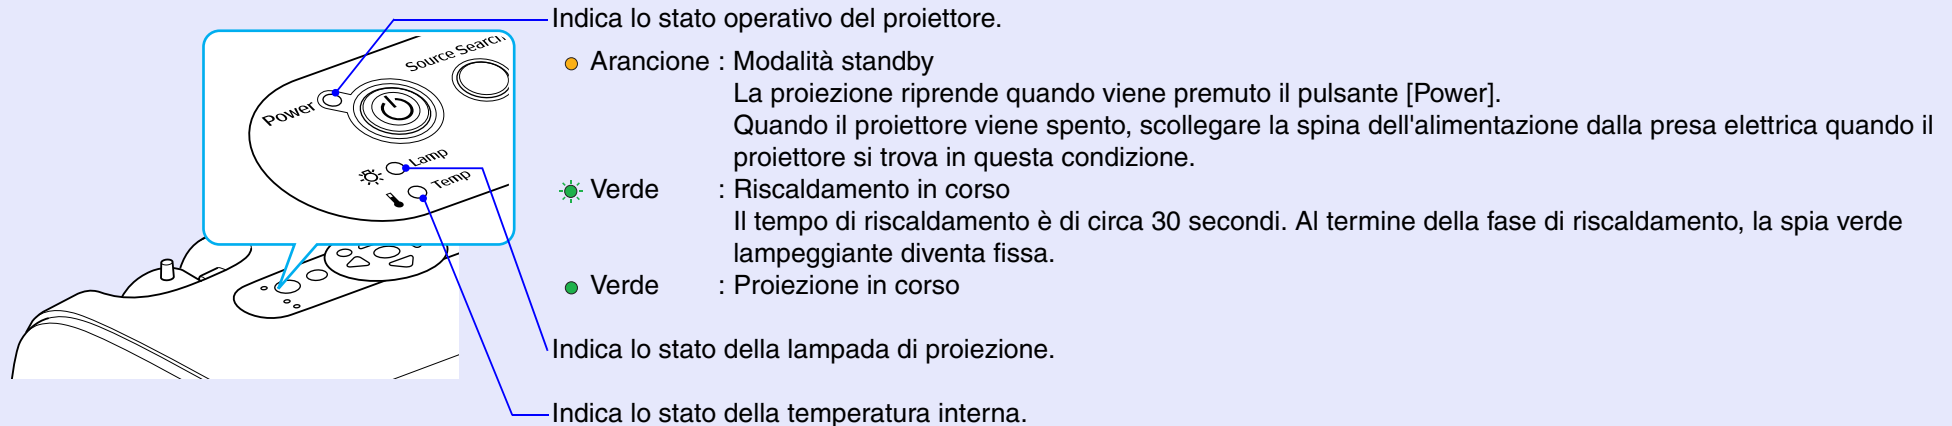 Indica lo stato operativo del proiettore.
Source Search
Power
Lamp
Temp
Arancione : Modalità standby
La proiezione riprende quando viene premuto il pulsante [Power].
Quando il proiettore viene spento, scollegare la spina dell'alimentazione dalla presa elettrica quando il
proiettore si trova in questa condizione.
Verde : Riscaldamento in corso
Il tempo di riscaldamento è di circa 30 secondi. Al termine della fase di riscaldamento, la spia verde
lampeggiante diventa fissa.
Verde : Proiezione in corso
Indica lo stato della lampada di proiezione.
Indica lo stato della temperatura interna.